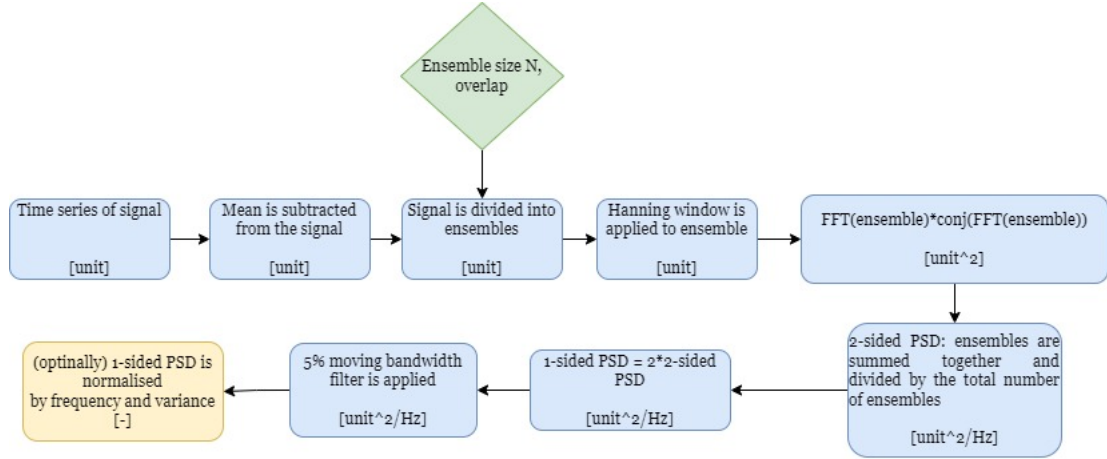 Ensemble size N,
overlap
Time series of signal
[unit]
Mean is subtracted
from the signal
[unit]
Signal is divided into
ensembles
[unit]
Hanning window is
applied to ensemble
[unit]
FFT(ensemble)*conj(FFT(ensemble))
[unit^2]
2-sided PSD: ensembles are
summed together and
divided by the total number
of ensembles
[unit^2/Hz]
1-sided PSD = 2*2-sided
PSD
[unit^2/Hz]
5% moving bandwidth
filter is applied
[unit^2/Hz]
(optinally) 1-sided PSD is
normalised
by frequency and variance
[-]